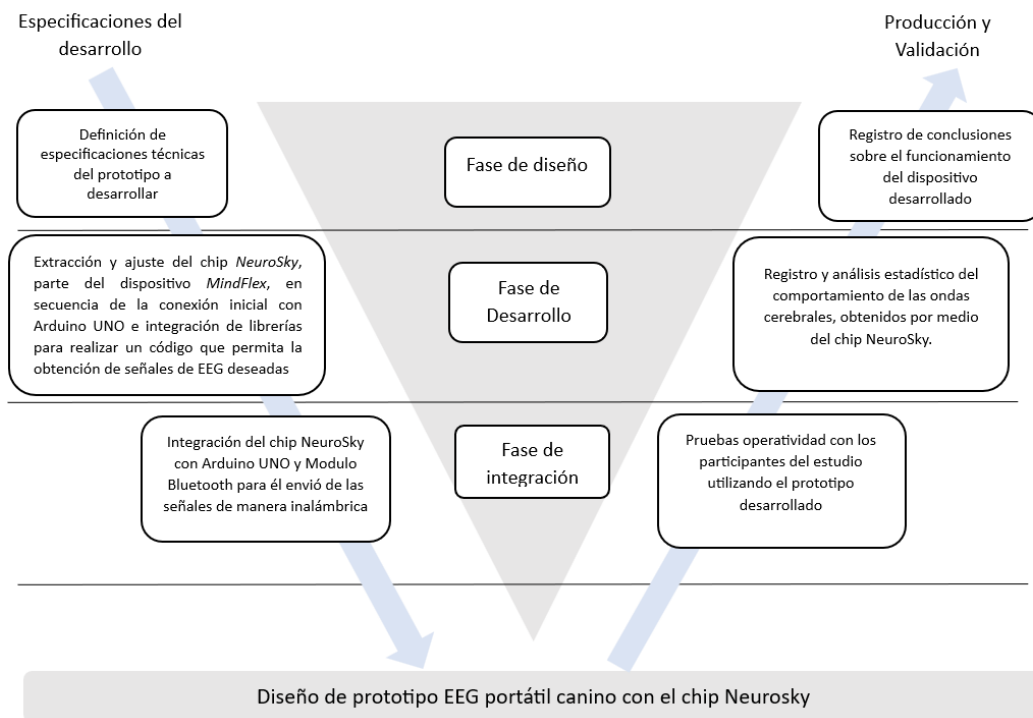 Especificaciones del
desarrollo
Producción y
Validación
Definición de
especificaciones técnicas
del prototipo a
desarrollar
Fase de diseño
Registro de conclusiones
sobre el funcionamiento
del dispositivo
desarrollado
Extracción y ajuste del chip NeuroSky,
parte del dispositivo MindFlex, en
secuencia de la conexión inicial con
Arduino UNO e integración de librerías
para realizar un código que permita la
obtención de señales de EEG deseadas
Fase de
Desarrollo
Registro y análisis estadístico del
comportamiento de las ondas
cerebrales, obtenidos por medio
del chip NeuroSky.
Integración del chip NeuroSky
con Arduino UNO y Modulo
Bluetooth para él envió de las
señales de manera inalámbrica
Fase de
integración
Pruebas operatividad con los
participantes del estudio
utilizando el prototipo
desarrollado
Diseño de prototipo EEG portátil canino con el chip Neurosky